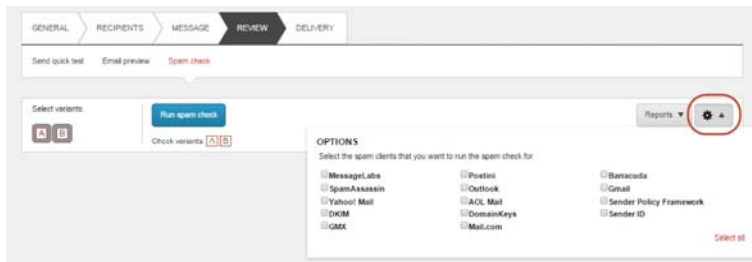 GENERAL RECIPIENTS MESSAGE REVIEW DELIVERY
Send quick test Email preview Spam check
Select variants: Run spam check Reports
A B
Check variants: A B
OPTIONS
Select the spam clients that you want to run the spam check for
MessageLabs Postini Barracuda
SpamAssassin Outlook Gmail
Yahoo! Mail AOL Mail Sender Policy Framework
DKIM DomainKeys Sender ID
GMX Mail.com
Select all